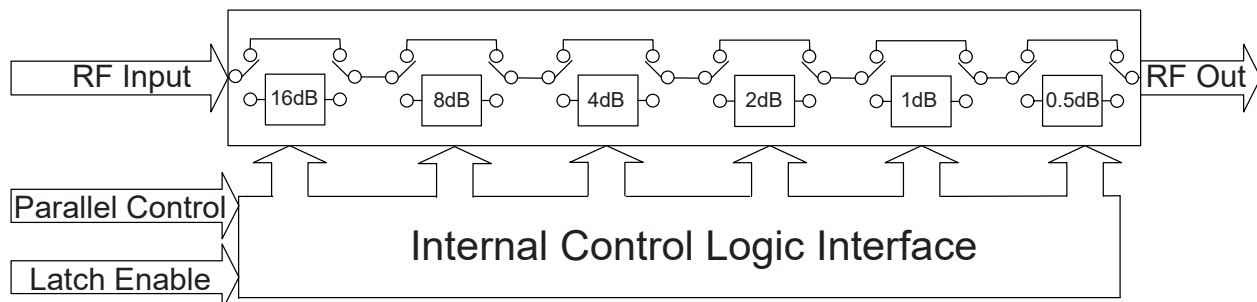 RF Input
16dB
8dB
4dB
2dB
1dB
0.5dB
RF Out
Parallel Control
Internal Control Logic Interface
Latch Enable